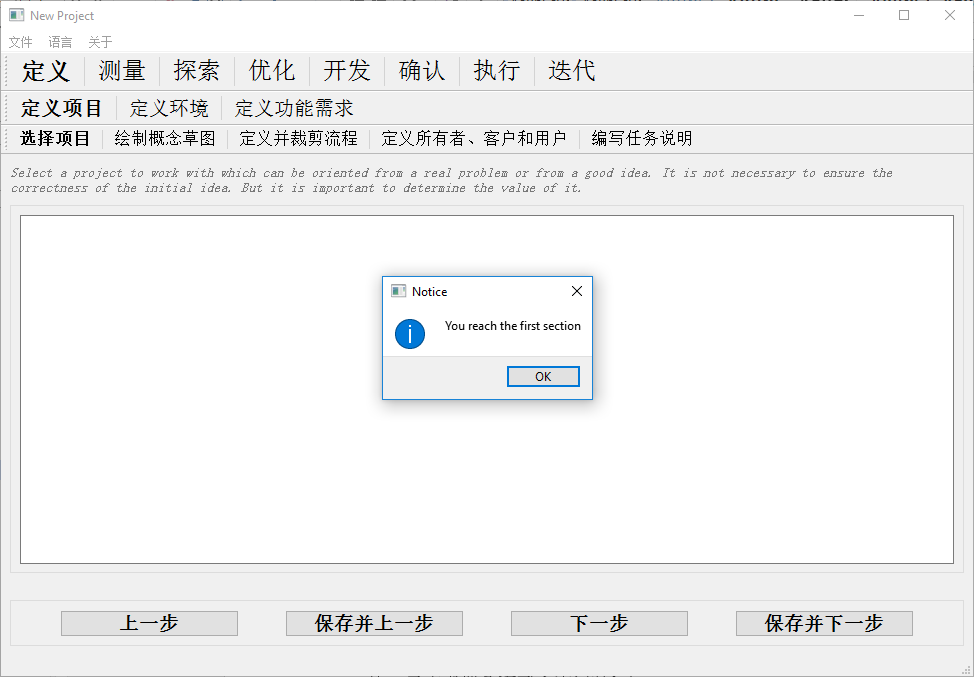 New Project
文件 语言 关于
定义 测量 探索 优化 开发 确认 执行 迭代
定义项目 定义环境 定义功能需求
选择项目 绘制概念草图 定义并裁剪流程 定义所有者、客户和用户 编写任务说明
Select a project to work with which can be oriented from a real problem or from a good idea. It is not necessary to ensure the
correctness of the initial idea. But it is important to determine the value of it.
Notice
You reach the first section
OK
上一步 保存并上一步 下一步 保存并下一步